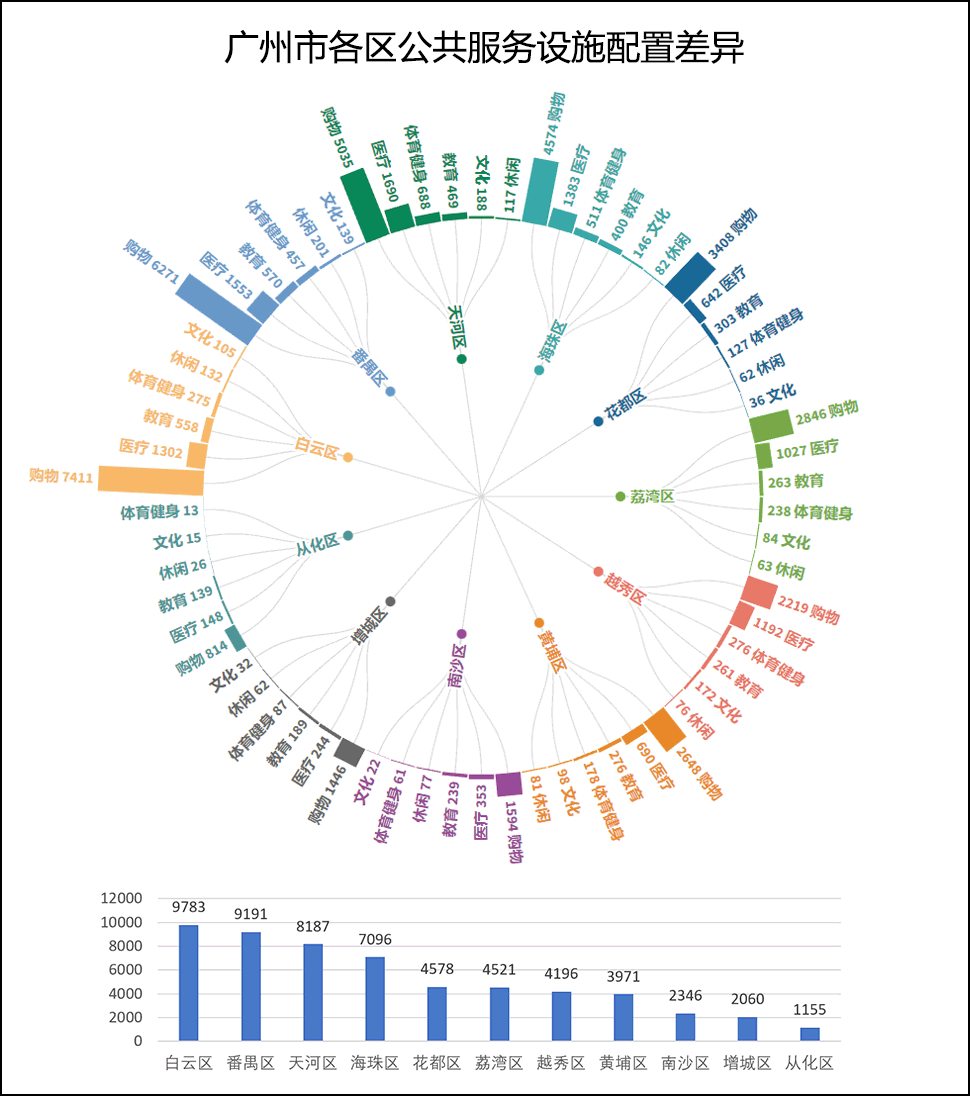 广州市各区公共服务设施配置差异
购物 5035
医疗 1690
体育健身 688
教育 469
文化 188
117 休闲
天河区
4574 购物
1383 医疗
511 体育健身
400 教育
146 文化
82 休闲
海珠区
3408 购物
642 医疗
303 教育
127 体育健身
62 休闲
36 文化
花都区
2846 购物
1027 医疗
263 教育
238 体育健身
84 文化
63 休闲
荔湾区
2219 购物
1192 医疗
276 体育健身
261 教育
172 文化
76 休闲
越秀区
2648 购物
690 医疗
276 教育
178 体育健身
98 文化
81 休闲
黄埔区
1594 购物
医疗 353
教育 239
休闲 77
体育健身 61
文化 22
南沙区
购物 1446
医疗 244
教育 189
体育健身 87
休闲 62
文化 32
增城区
购物 814
医疗 148
教育 139
休闲 26
文化 15
体育健身 13
从化区
购物 7411
医疗 1302
教育 558
体育健身 275
休闲 132
文化 105
白云区
购物 6271
医疗 1553
教育 570
体育健身 457
休闲 201
文化 139
番禺区
12000
10000
8000
6000
4000
2000
0
9783
9191
8187
7096
4578
4521
4196
3971
2346
2060
1155
白云区 番禺区 天河区 海珠区 花都区 荔湾区 越秀区 黄埔区 南沙区 增城区 从化区